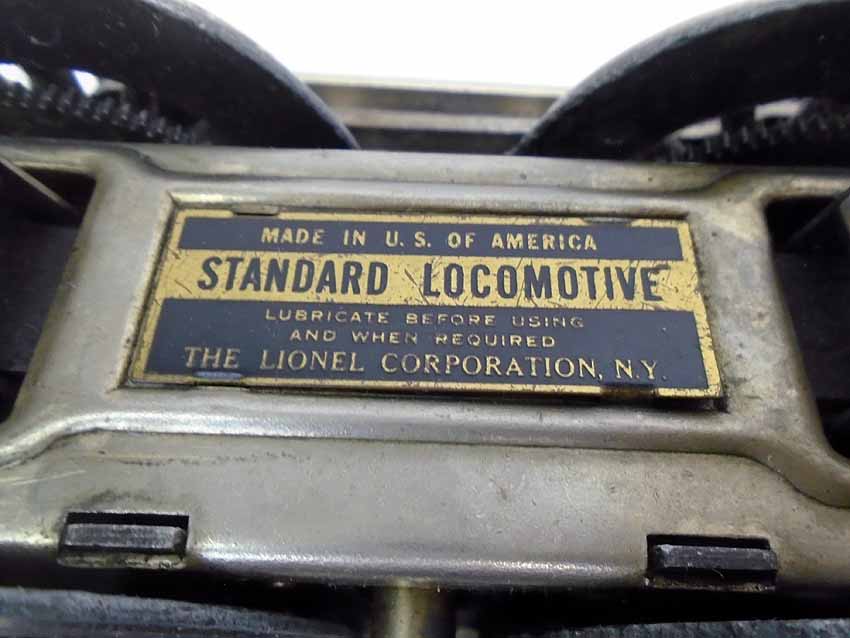 MADE IN U.S. OF AMERICA
STANDARD LOCOMOTIVE
LUBRICATE BEFORE USING
AND WHEN REQUIRED
THE LIONEL CORPORATION, N.Y.